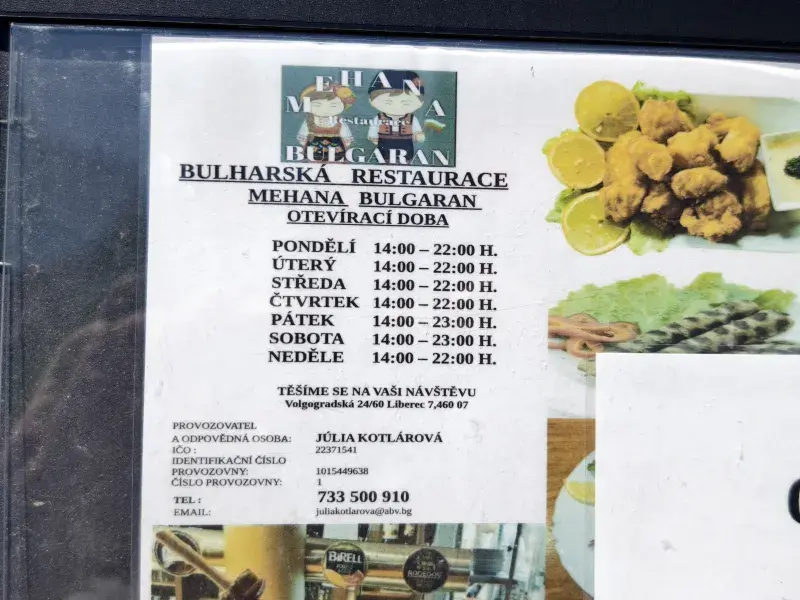 MEHANA
Restaurace
BULGARAN
BULHARSKÁ RESTAURACE
MEHANA BULGARAN
OTEVÍRACÍ DOBA
PONDĚLÍ 14:00 – 22:00 H.
ÚTERÝ 14:00 – 22:00 H.
STŘEDA 14:00 – 22:00 H.
ČTVRTEK 14:00 – 22:00 H.
PÁTEK 14:00 – 23:00 H.
SOBOTA 14:00 – 23:00 H.
NEDĚLE 14:00 – 22:00 H.
TĚŠÍME SE NA VAŠI NÁVŠTĚVU
Volgogradská 24/60 Liberec 7,460 07
PROVOZOVATEL
A ODPOVĚDNÁ OSOBA: JÚLIA KOTLÁROVÁ
IČO : 22371541
IDENTIFIKAČNÍ ČÍSLO
PROVOZOVNY: 1015449638
ČÍSLO PROVOZOVNY: 1
TEL : 733 500 910
EMAIL: juliakotlarova@abv.bg
BIRELL
RADEGAST